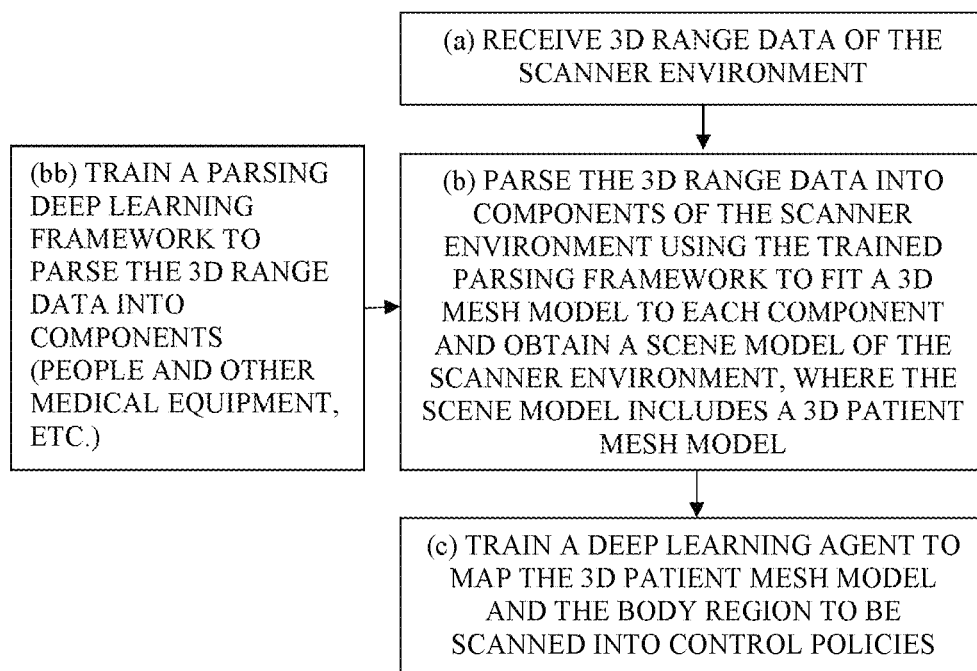 (a) RECEIVE 3D RANGE DATA OF THE
SCANNER ENVIRONMENT
(bb) TRAIN A PARSING
DEEP LEARNING
FRAMEWORK TO
PARSE THE 3D RANGE
DATA INTO
COMPONENTS
(PEOPLE AND OTHER
MEDICAL EQUIPMENT,
ETC.)
(b) PARSE THE 3D RANGE DATA INTO
COMPONENTS OF THE SCANNER
ENVIRONMENT USING THE TRAINED
PARSING FRAMEWORK TO FIT A 3D
MESH MODEL TO EACH COMPONENT
AND OBTAIN A SCENE MODEL OF THE
SCANNER ENVIRONMENT, WHERE THE
SCENE MODEL INCLUDES A 3D PATIENT
MESH MODEL
(c) TRAIN A DEEP LEARNING AGENT TO
MAP THE 3D PATIENT MESH MODEL
AND THE BODY REGION TO BE
SCANNED INTO CONTROL POLICIES